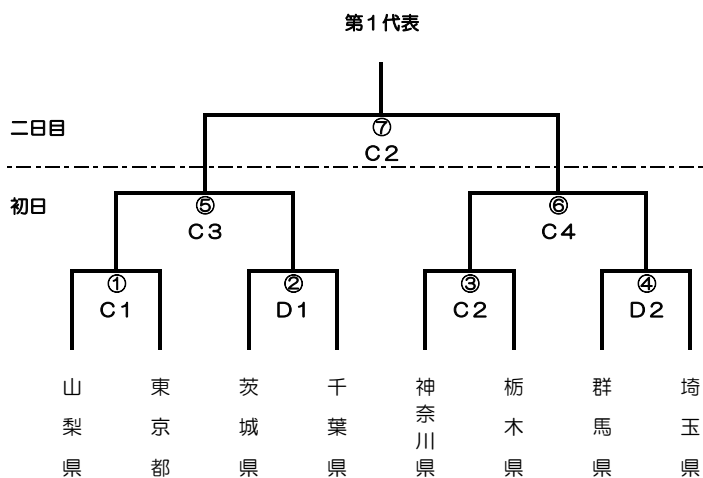 第1代表
二日目
⑦
C2
初日
⑤
C3
⑥
C4
①
C1
②
D1
③
C2
④
D2
山梨県
東京都
茨城県
千葉県
神奈川県
栃木県
群馬県
埼玉県